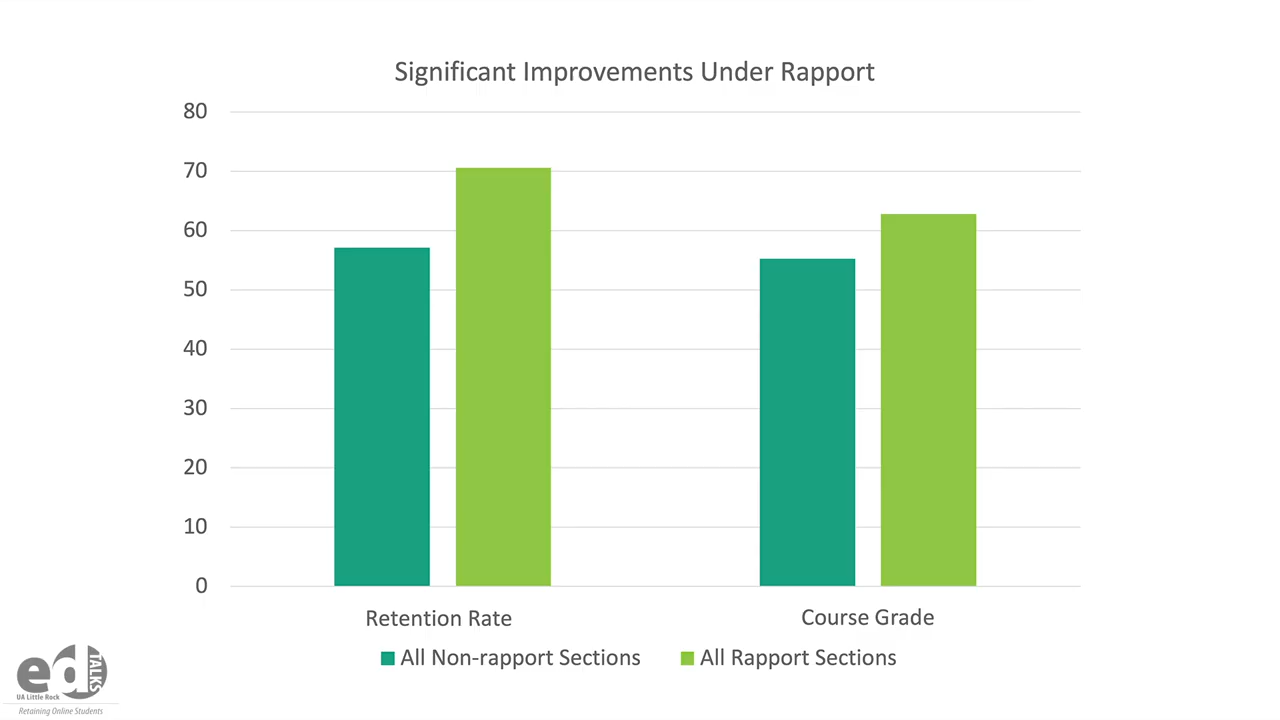 Significant Improvements Under Rapport
80
70
60
50
40
30
20
10
0
Retention Rate
Course Grade
All Non-rapport Sections
All Rapport Sections
ed
TALKS
UA Little Rock
Retaining Online Students